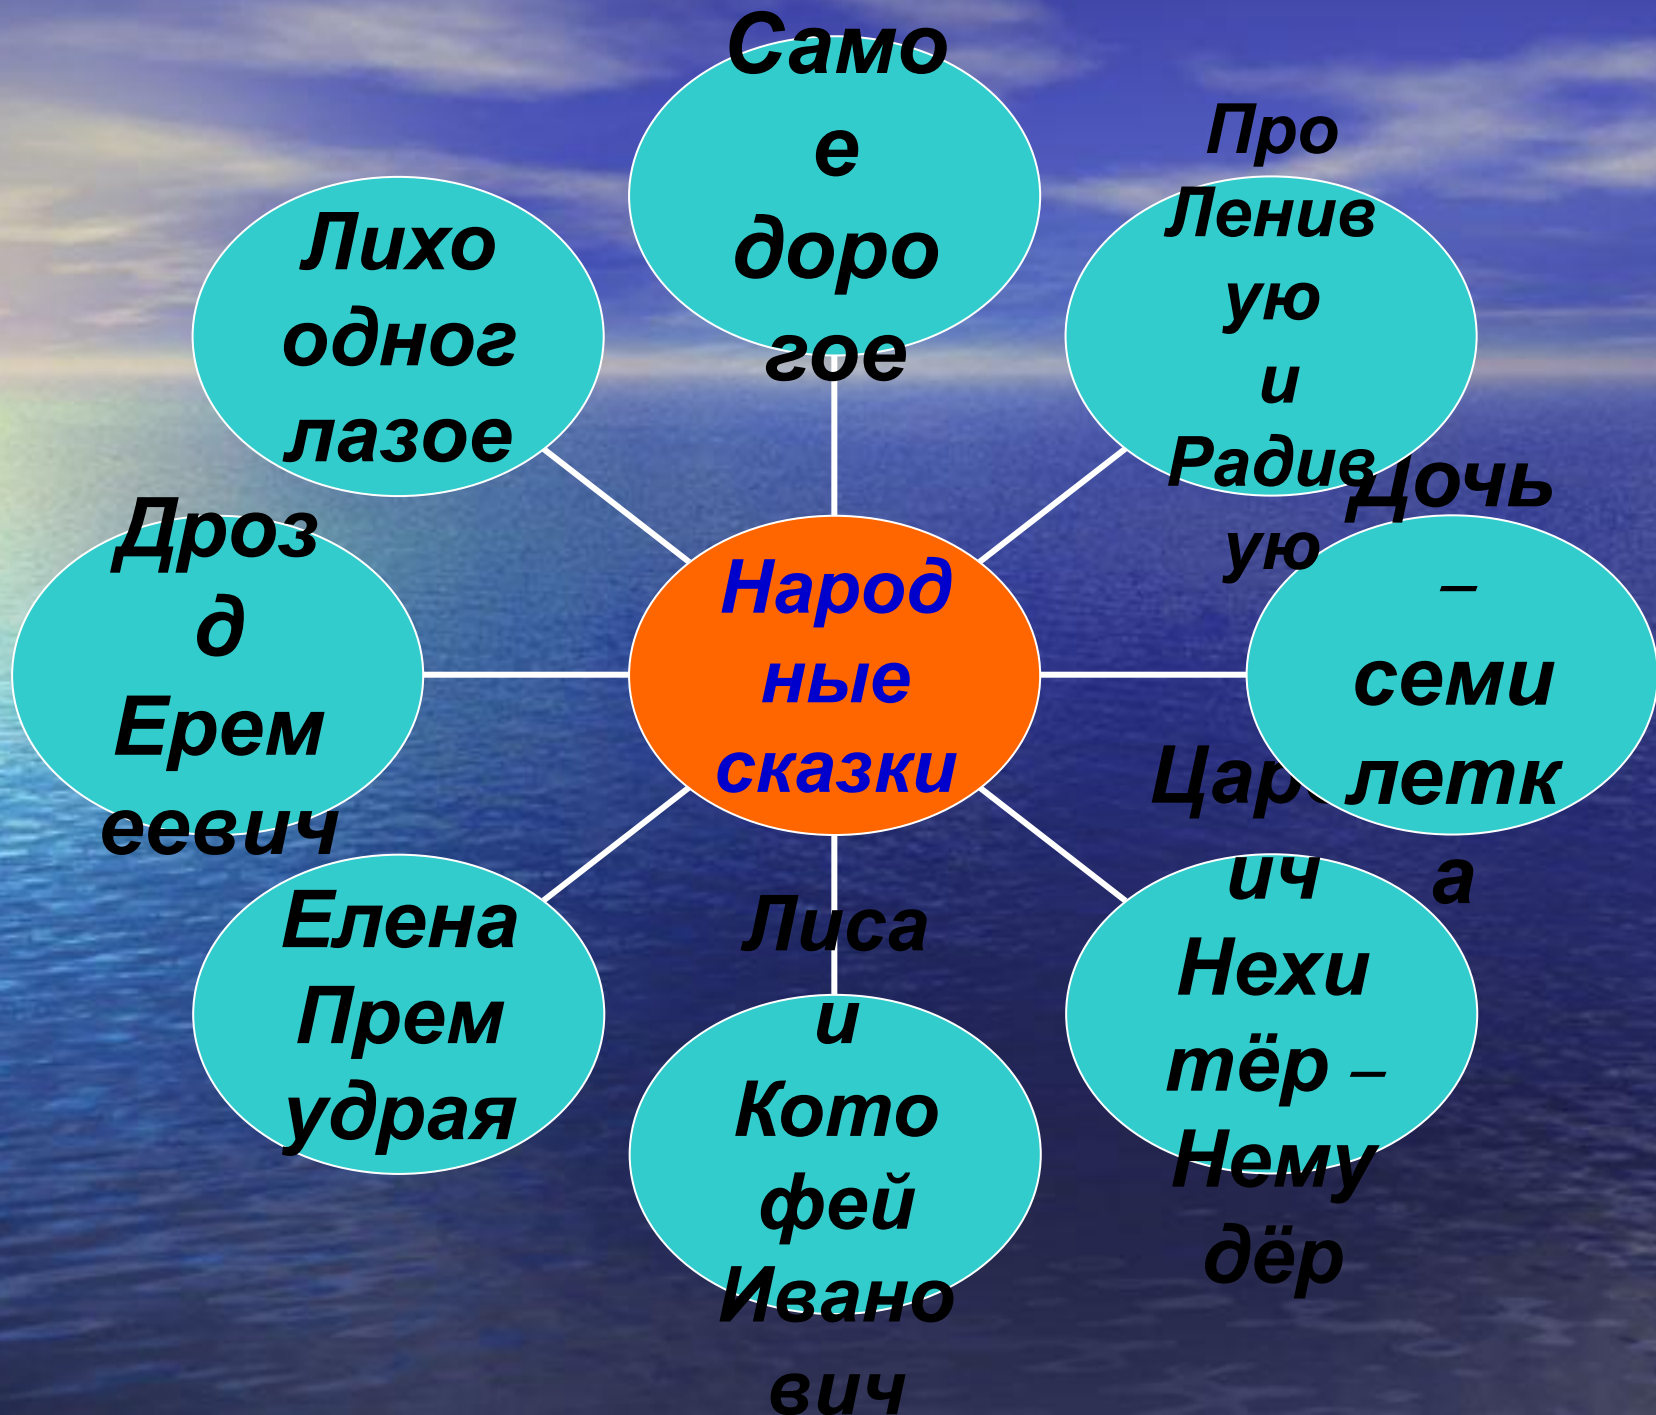 Само
е
доро
гое
Про
Ленив
ую
и
Радив
ую
Дочь
–
семи
летк
а
ич
Нехи
тёр –
Нему
дёр
Лиса
и
Кото
фей
Ивано
вич
Елена
Прем
удрая
Дроз
д
Ерем
еевич
Лихо
одног
лазое
Народ
ные
сказки